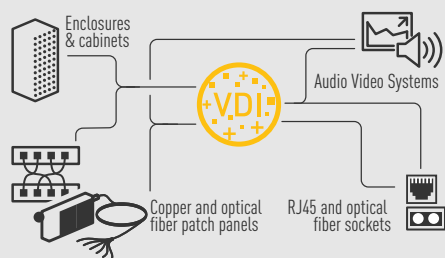 Enclosures
& cabinets
VDI
Audio Video Systems
Copper and optical
fiber patch panels
RJ45 and optical
fiber sockets